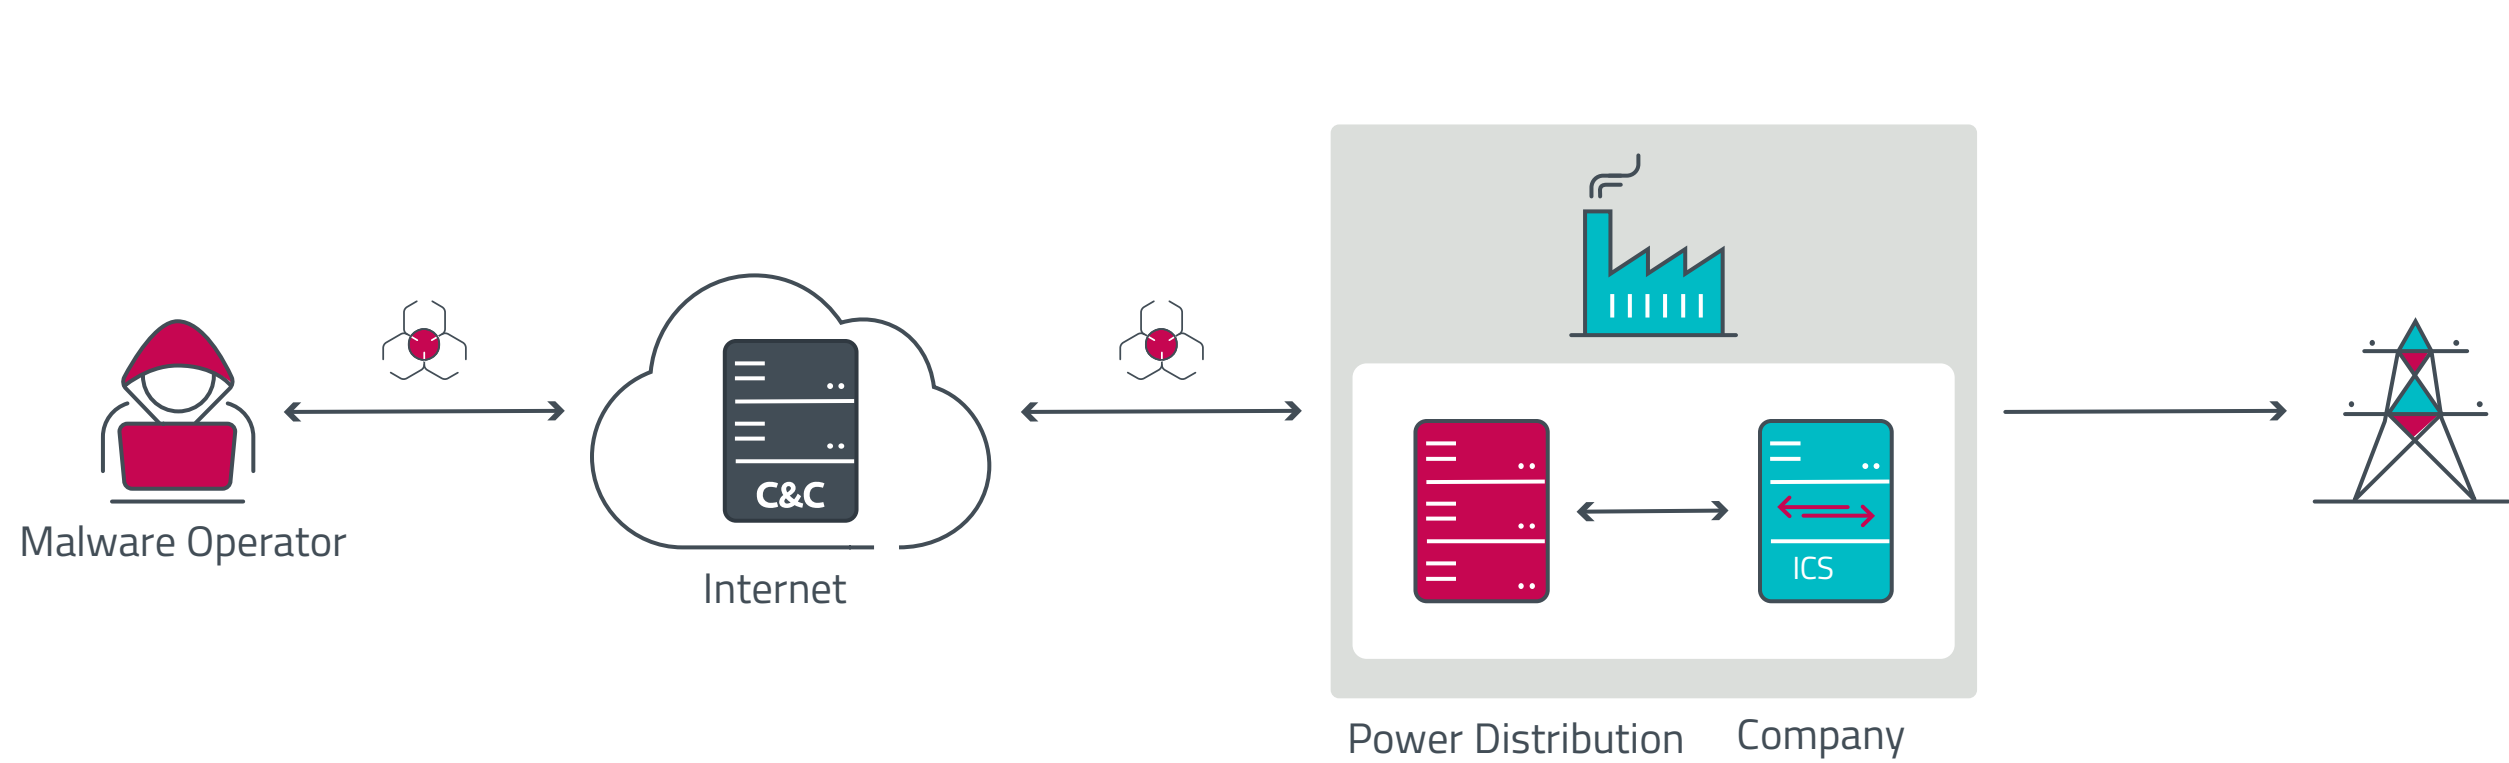 C&C
ICS
Malware Operator
Internet
Power Distribution Company